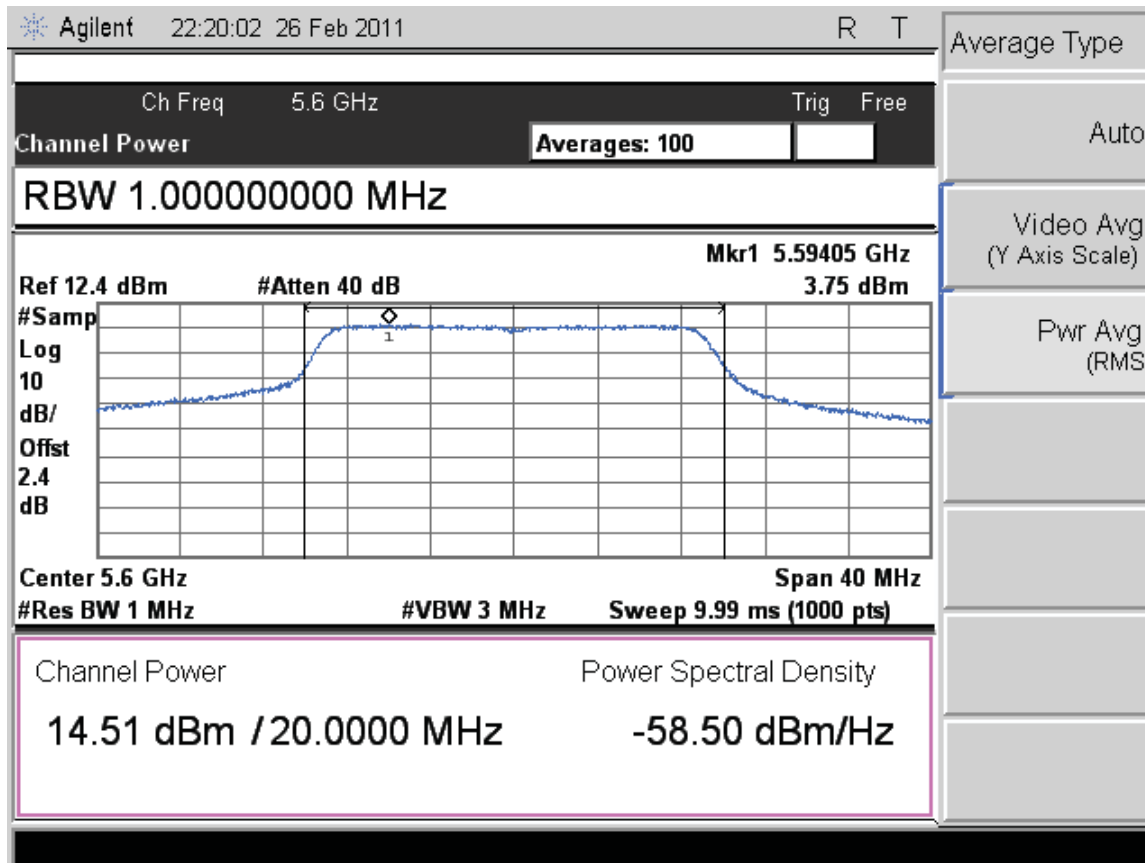 Agilent 22:20:02 26 Feb 2011 R T
Average Type
Ch Freq 5.6 GHz Trig Free
Channel Power Averages: 100
Auto
RBW 1.000000000 MHz
Video Avg
(Y Axis Scale)
Mkr1 5.59405 GHz
Ref 12.4 dBm #Atten 40 dB 3.75 dBm
Pwr Avg
(RMS
#Samp
Log
10
dB/
Offst
2.4
dB
1
Center 5.6 GHz Span 40 MHz
#Res BW 1 MHz #VBW 3 MHz Sweep 9.99 ms (1000 pts)
Channel Power Power Spectral Density
14.51 dBm / 20.0000 MHz -58.50 dBm/Hz